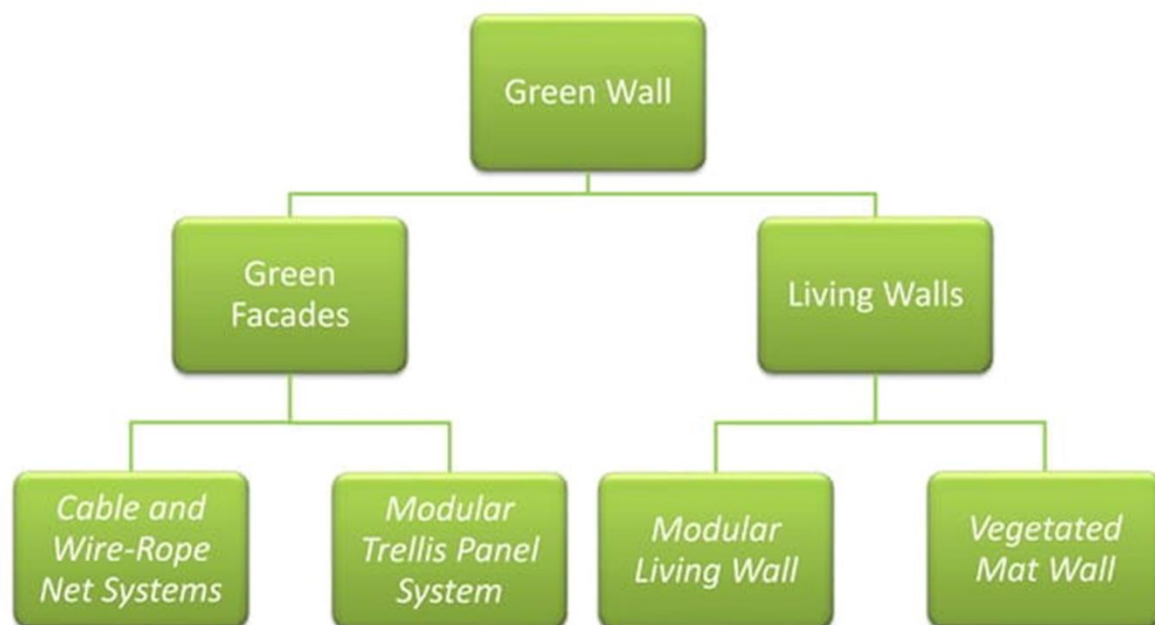 Green Wall
Green
Facades
Living Walls
Cable and
Wire-Rope
Net Systems
Modular
Trellis Panel
System
Modular
Living Wall
Vegetated
Mat Wall